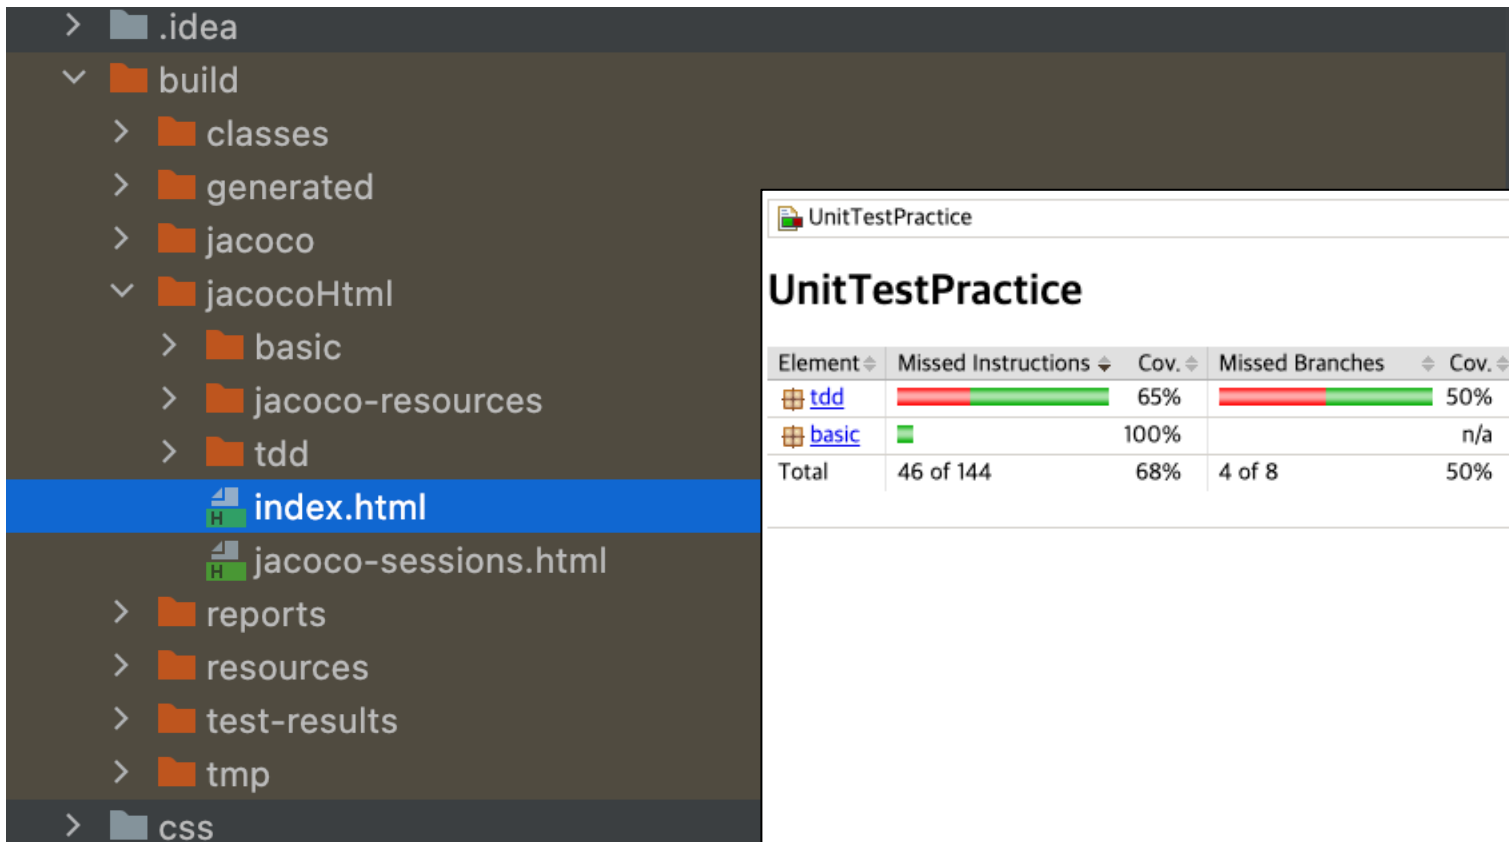 .idea
build
classes
generated
jacoco
jacocoHtml
basic
jacoco-resources
tdd
index.html
jacoco-sessions.html
reports
resources
test-results
tmp
css
UnitTestPractice
UnitTestPractice
Element Missed Instructions Cov. Missed Branches Cov.
tdd 65% 50%
basic 100% n/a
Total 46 of 144 68% 4 of 8 50%